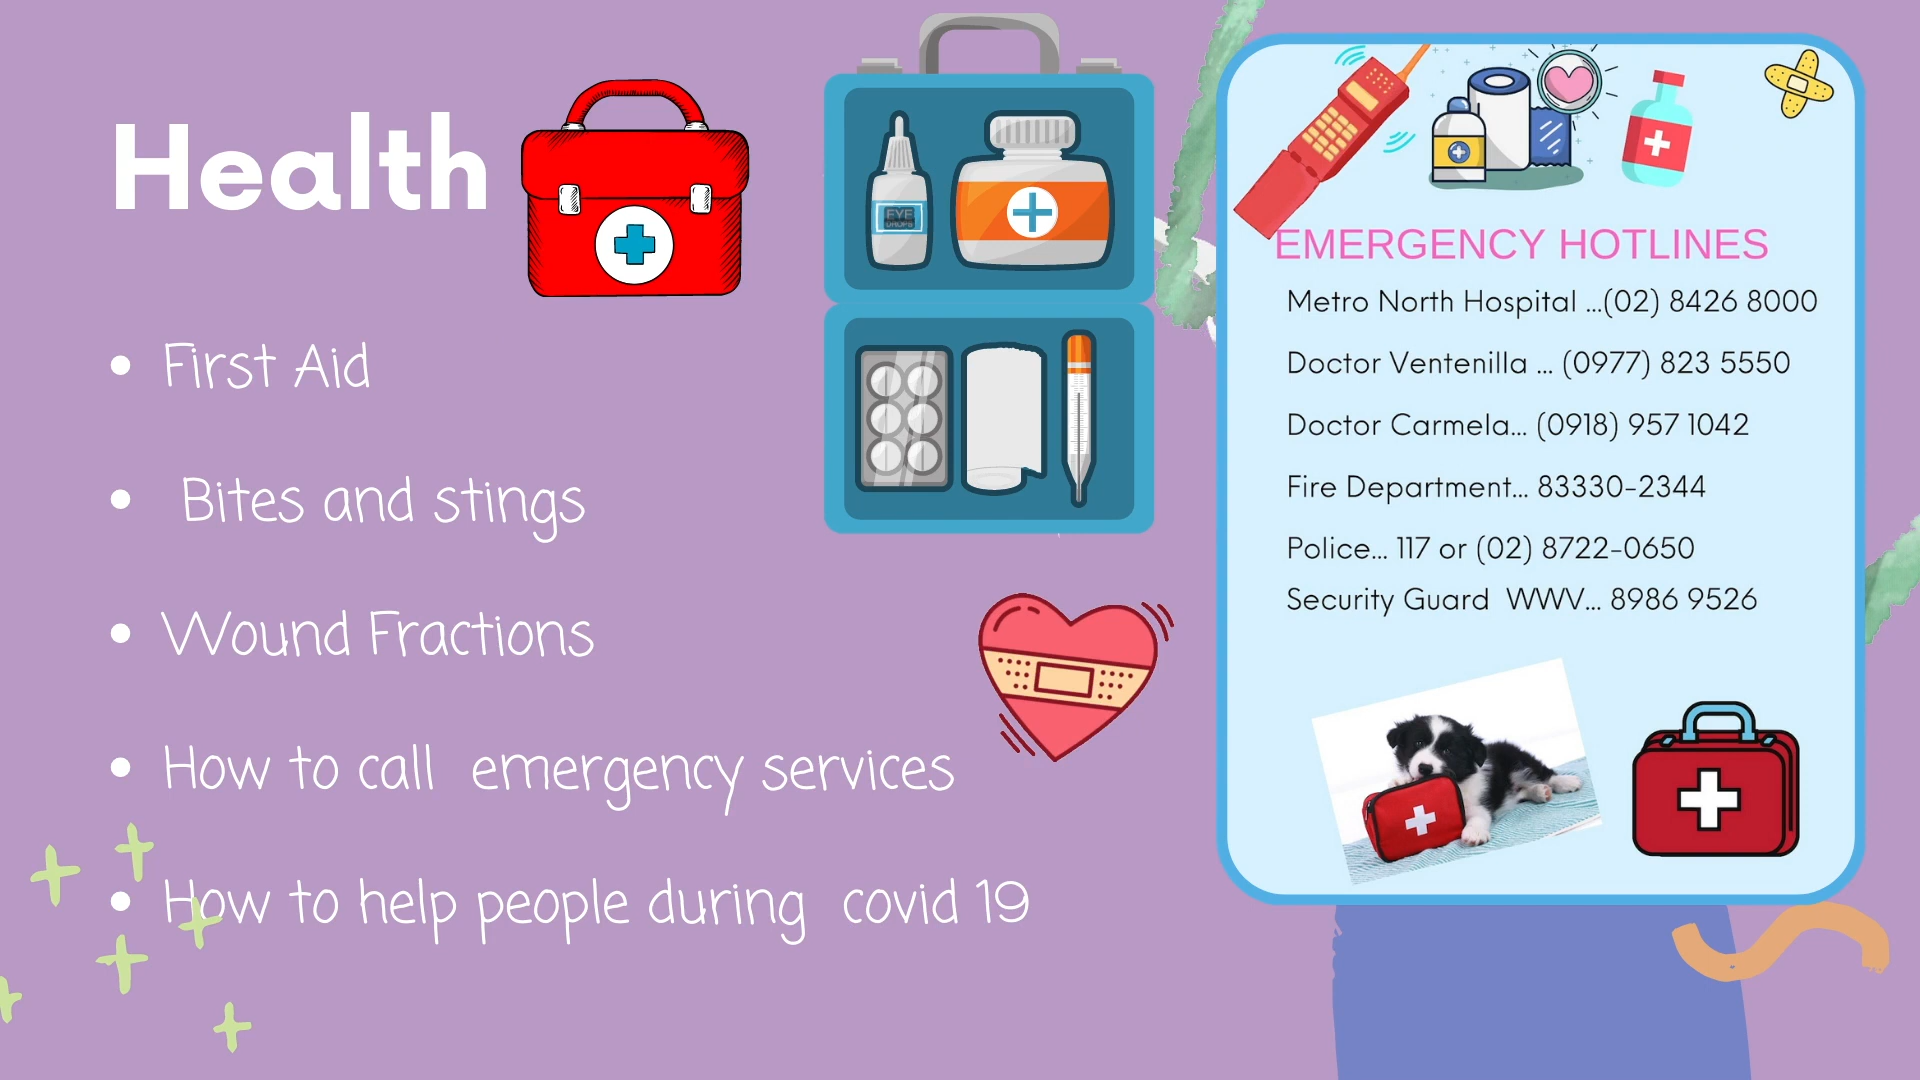 Health
First Aid
Bites and stings
Wound Fractions
How to call emergency services
How to help people during covid 19
EYE
DROPS
EMERGENCY HOTLINES
Metro North Hospital ...(02) 8426 8000
Doctor Ventenilla ... (0977) 823 5550
Doctor Carmela... (0918) 957 1042
Fire Department... 83330-2344
Police... 117 or (02) 8722-0650
Security Guard WWV... 8986 9526